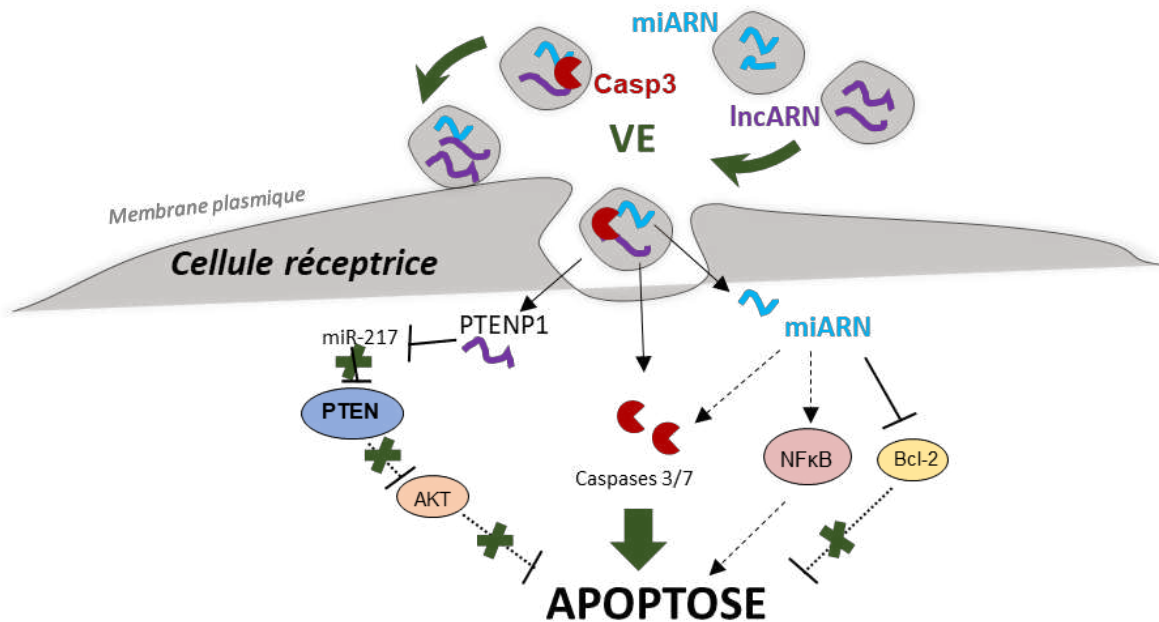 miARN
Casp3
lncARN
VE
Membrane plasmique
Cellule réceptrice
PTENP1
miR-217
miARN
PTEN
NFκB
Bcl-2
Caspases 3/7
AKT
APOPTOSE